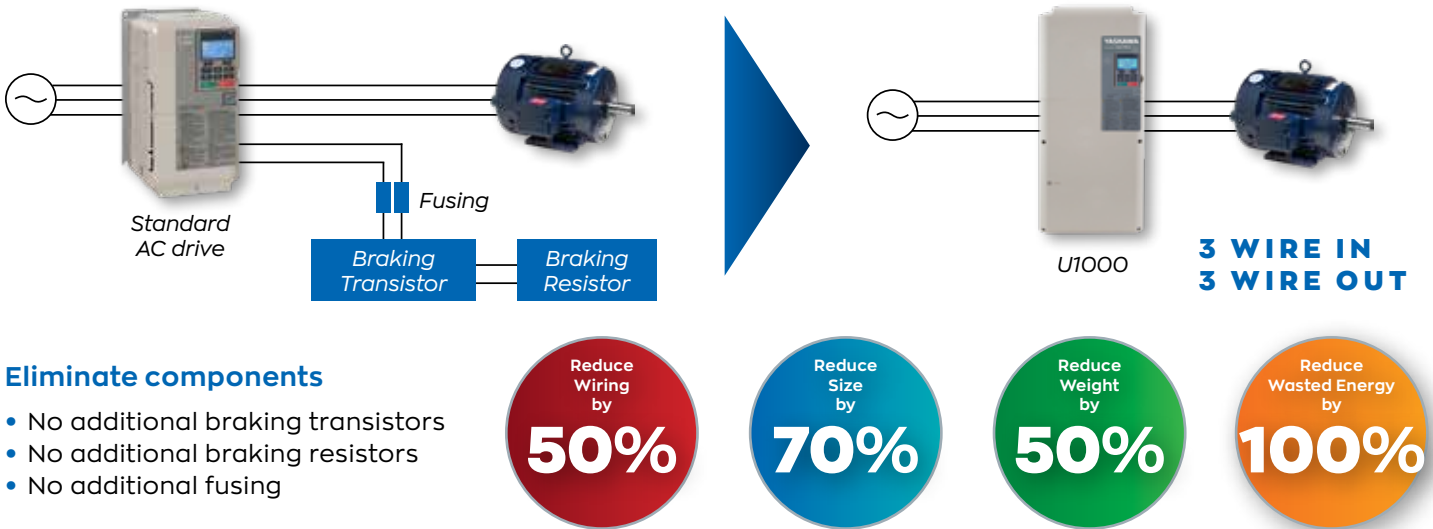 Standard
AC drive
Fusing
Braking
Transistor
Braking
Resistor
YASKAWA
U1000
3 WIRE IN
3 WIRE OUT
Eliminate components
• No additional braking transistors
• No additional braking resistors
• No additional fusing
Reduce
Wiring
by
50%
Reduce
Size
by
70%
Reduce
Weight
by
50%
Reduce
Wasted Energy
by
100%